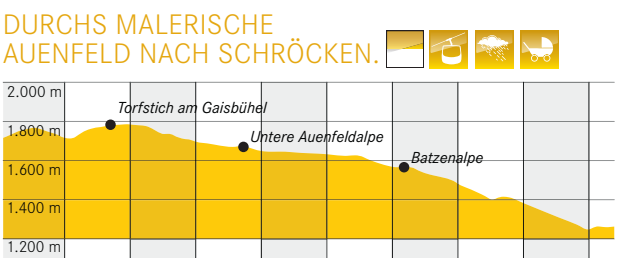 DURCHS MALERISCHE
AUENFELD NACH SCHRÖCKEN.
2.000 m
Torfstich am Gaisbühel
1.800 m
Untere Auenfeldalpe
Batzenalpe
1.600 m
1.400 m
1.200 m